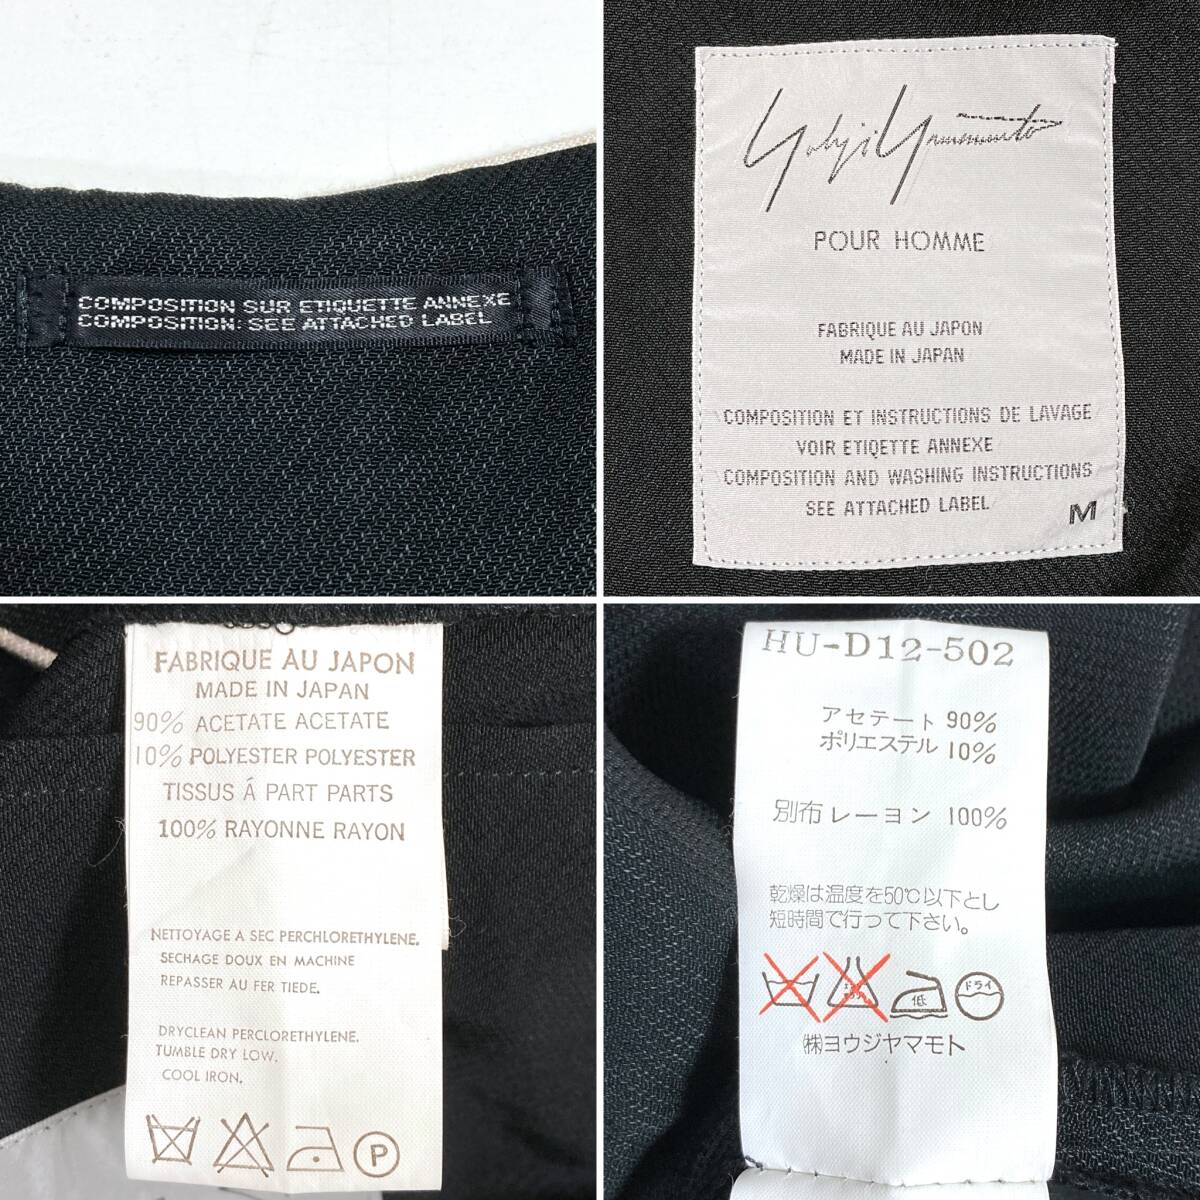 COMPOSITION SUR ETIQUETTE ANNEXE
COMPOSITION: SEE ATTACHED LABEL
Yohji Yamamoto
POUR HOMME
FABRIQUE AU JAPON
MADE IN JAPAN
COMPOSITION ET INSTRUCTIONS DE LAVAGE
VOIR ETIQETTE ANNEXE
COMPOSITION AND WASHING INSTRUCTIONS
SEE ATTACHED LABEL
M
FABRIQUE AU JAPON
MADE IN JAPAN
90% ACETATE ACETATE
10% POLYESTER POLYESTER
TISSUS Á PART PARTS
100% RAYONNE RAYON
NETTOYAGE A SEC PERCHLORETHYLENE.
SECHAGE DOUX EN MACHINE
REPASSER AU FER TIEDE.
DRYCLEAN PERCLORETHYLENE.
TUMBLE DRY LOW.
COOL IRON.
P
HU-D12-502
アセテート 90%
ポリエステル 10%
別布レーヨン 100%
乾燥は温度を50℃以下とし
短時間で行って下さい。
低 ドライ
㈱ヨウジヤマモト